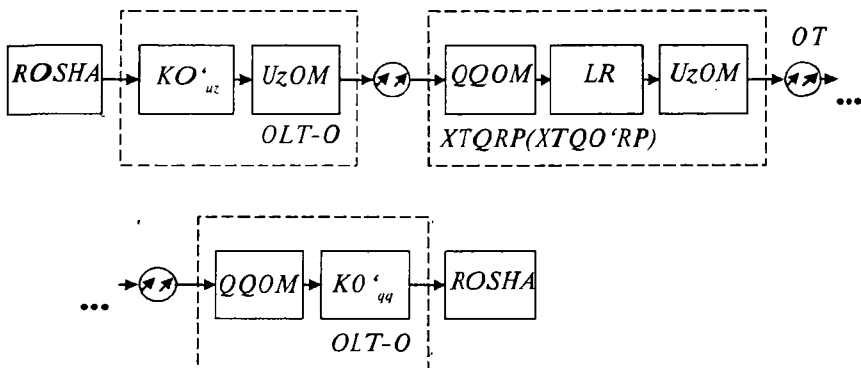 OT
ROSHA KO‘uz UzOM QQOM LR UzOM
...
OLT-O XTQRP(XTQO‘RP)
QQOM KO‘qq ROSHA
...
OLT-O